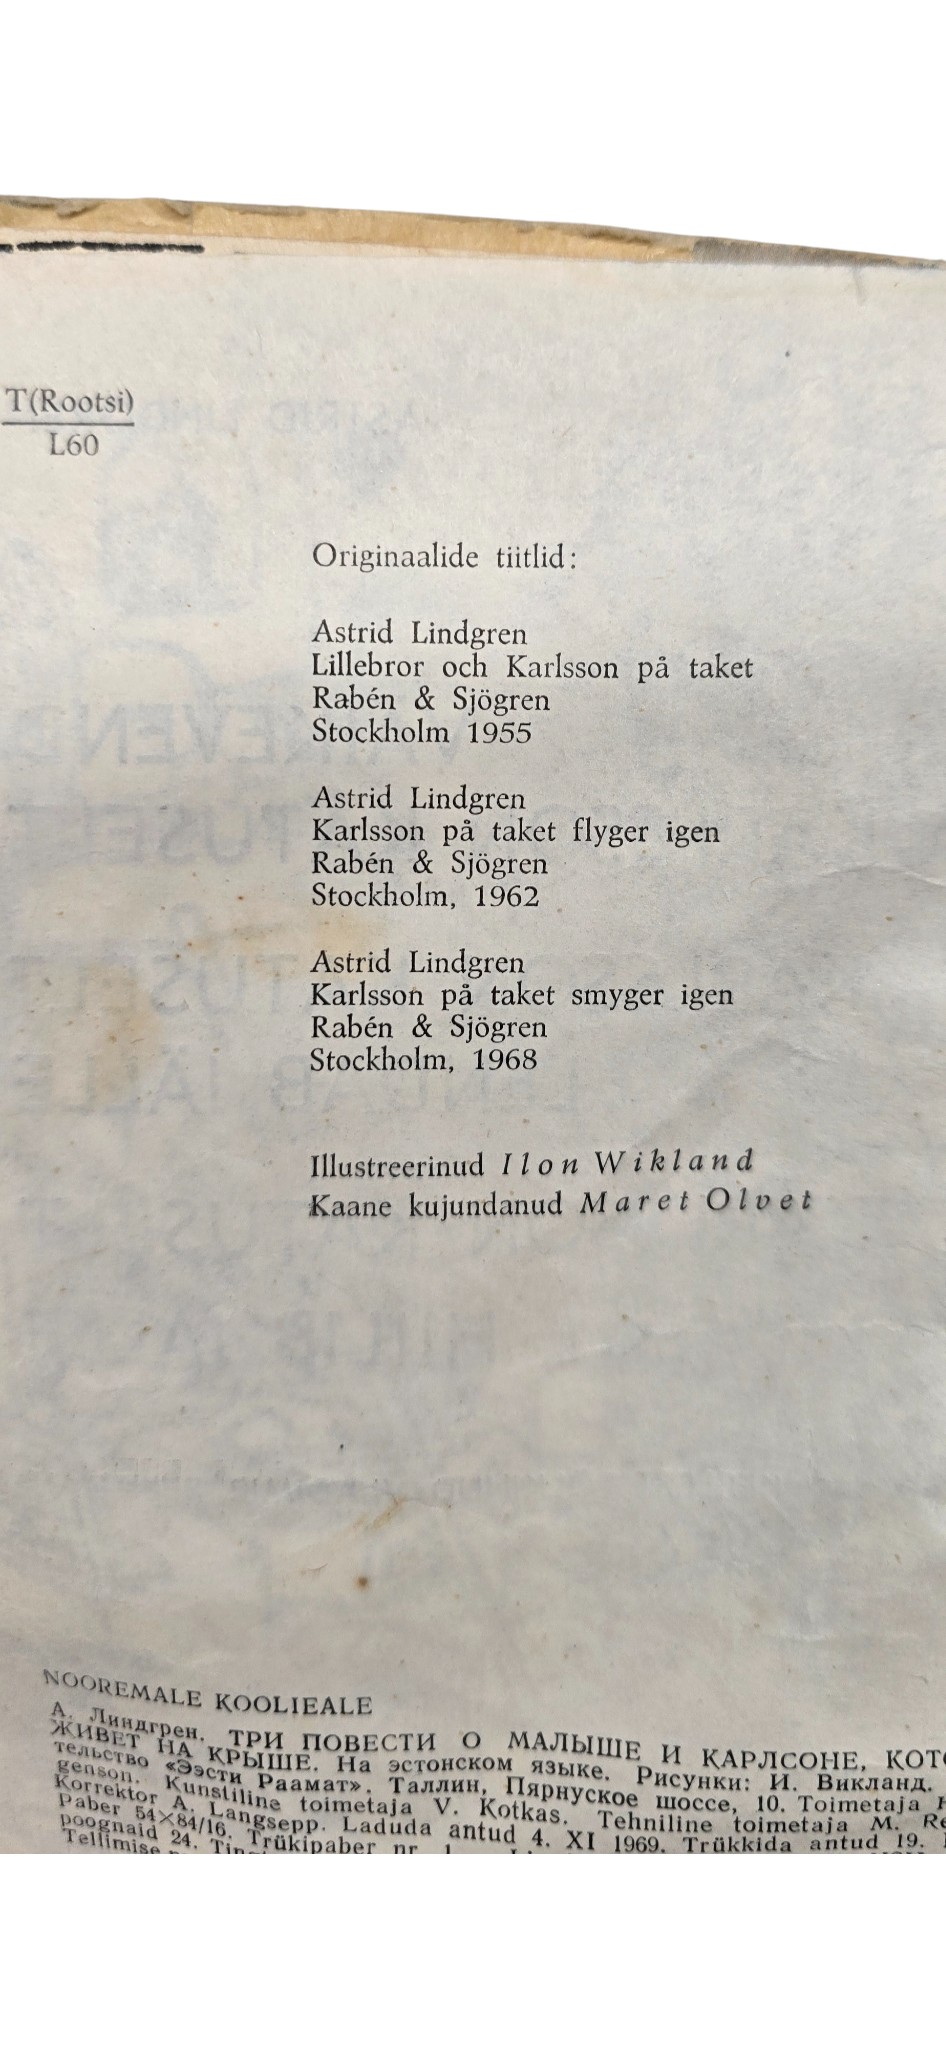 T(Rootsi)
L60
Originaalide tiitlid:
Astrid Lindgren
Lillebror och Karlsson på taket
Rabén & Sjögren
Stockholm 1955
Astrid Lindgren
Karlsson på taket flyger igen
Rabén & Sjögren
Stockholm, 1962
Astrid Lindgren
Karlsson på taket smyger igen
Rabén & Sjögren
Stockholm, 1968
Illustreerinud Ilon Wikland
Kaane kujundanud Maret Olvet
NOOREMALE KOOLIEALE
А. Линдгрен. ТРИ ПОВЕСТИ О МАЛЫШЕ И КАРЛСОНЕ,
ЖИВЕТ НА КРЫШЕ. На эстонском языке. Рисунки: И. Викланд.
тельство «Ээсти Раамат». Таллин, Пярнуское шоссе, 10. Toimetaja
genson. Kunstiline toimetaja V. Kotkas. Tehniline toimetaja M.
Korrektor A. Langsepp. Laduda antud 4. XI 1969. Trükkida antud 19.
Paber 54×84/16. Trükipaber nr.
poognaid 24.
Tellimise